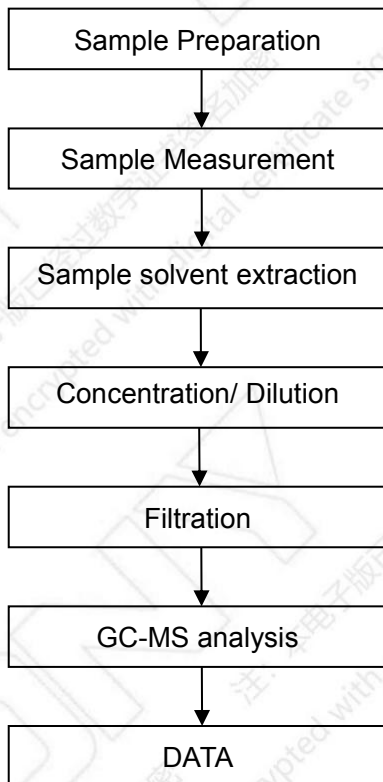 Sample Preparation
Sample Measurement
Sample solvent extraction
Concentration/ Dilution
Filtration
GC-MS analysis
DATA